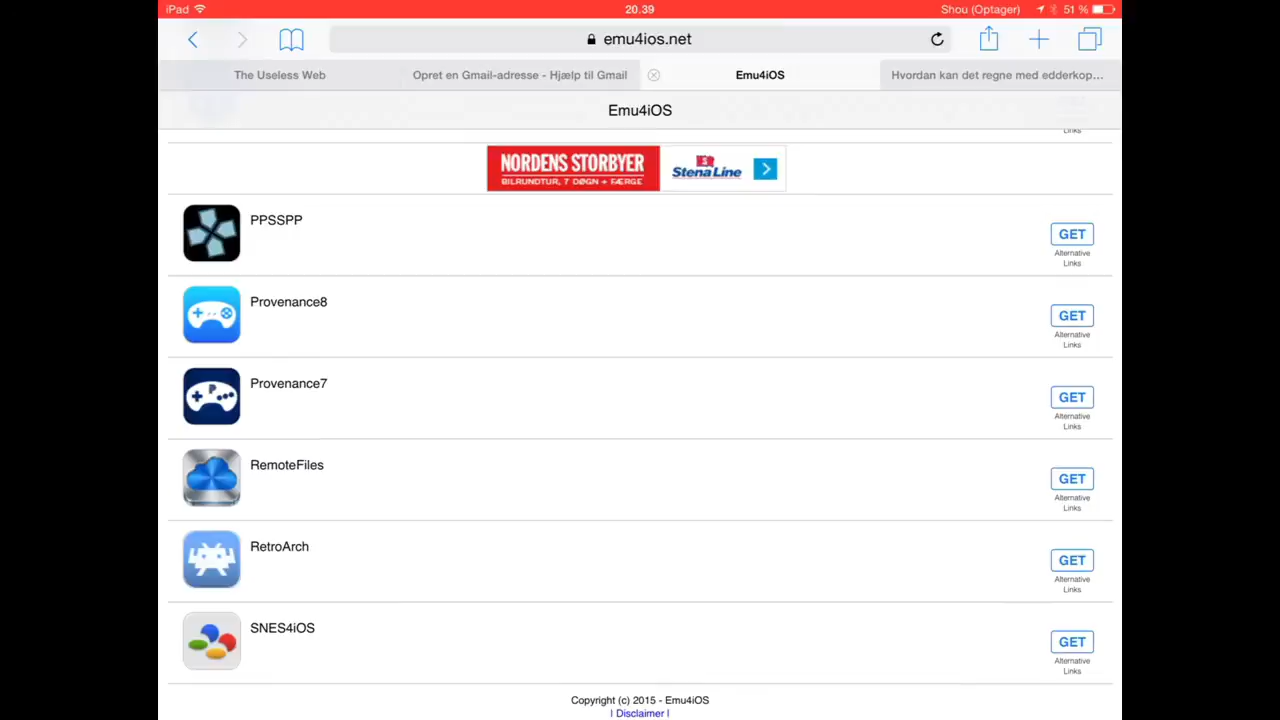 iPad 20.39 Shou (Optager) 51 %
emu4ios.net
The Useless Web Opret en Gmail-adresse - Hjælp til Gmail Emu4iOS Hvordan kan det regne med edderkop...
Emu4iOS
Links
NORDENS STORBYER
BILRUNDTUR, 7 DØGN + FÆRGE
Stena Line
PPSSPP
GET
Alternative
Links
Provenance8
GET
Alternative
Links
Provenance7
GET
Alternative
Links
RemoteFiles
GET
Alternative
Links
RetroArch
GET
Alternative
Links
SNES4iOS
GET
Alternative
Links
Copyright (c) 2015 - Emu4iOS
| Disclaimer |